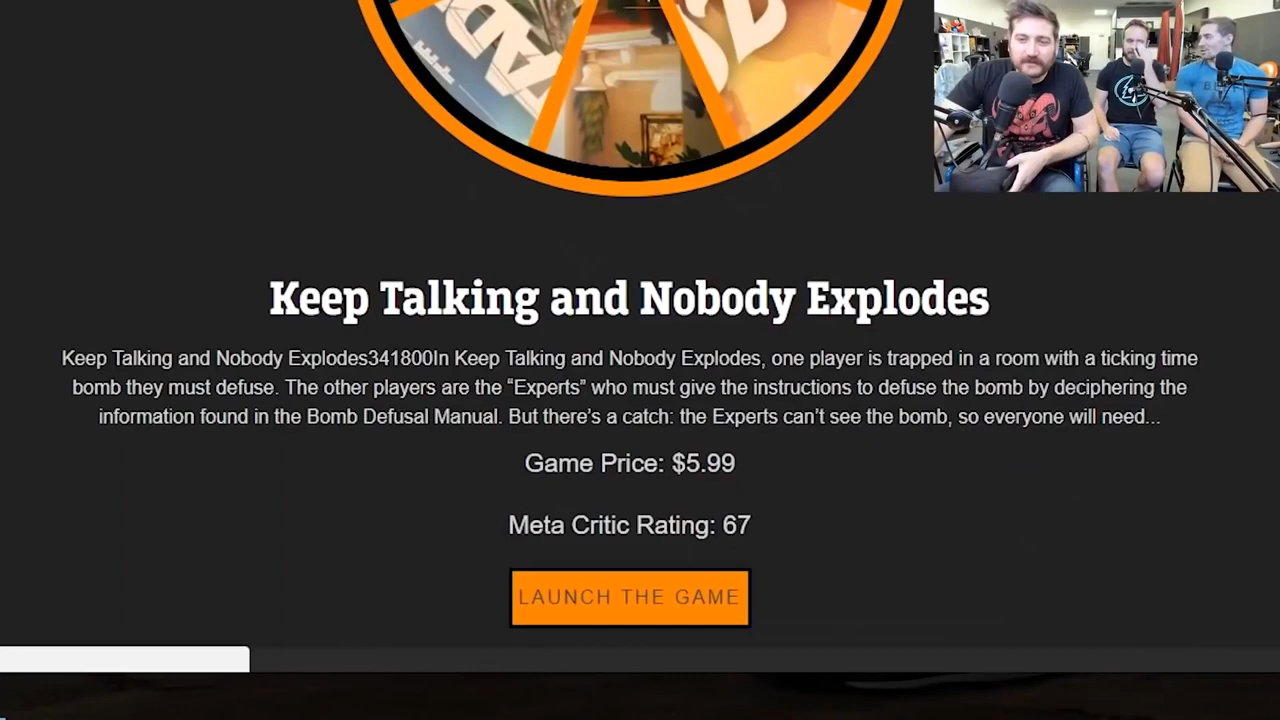 Keep Talking and Nobody Explodes
Keep Talking and Nobody Explodes341800In Keep Talking and Nobody Explodes, one player is trapped in a room with a ticking time
bomb they must defuse. The other players are the “Experts” who must give the instructions to defuse the bomb by deciphering the
information found in the Bomb Defusal Manual. But there’s a catch: the Experts can’t see the bomb, so everyone will need...
Game Price: $5.99
Meta Critic Rating: 67
LAUNCH THE GAME